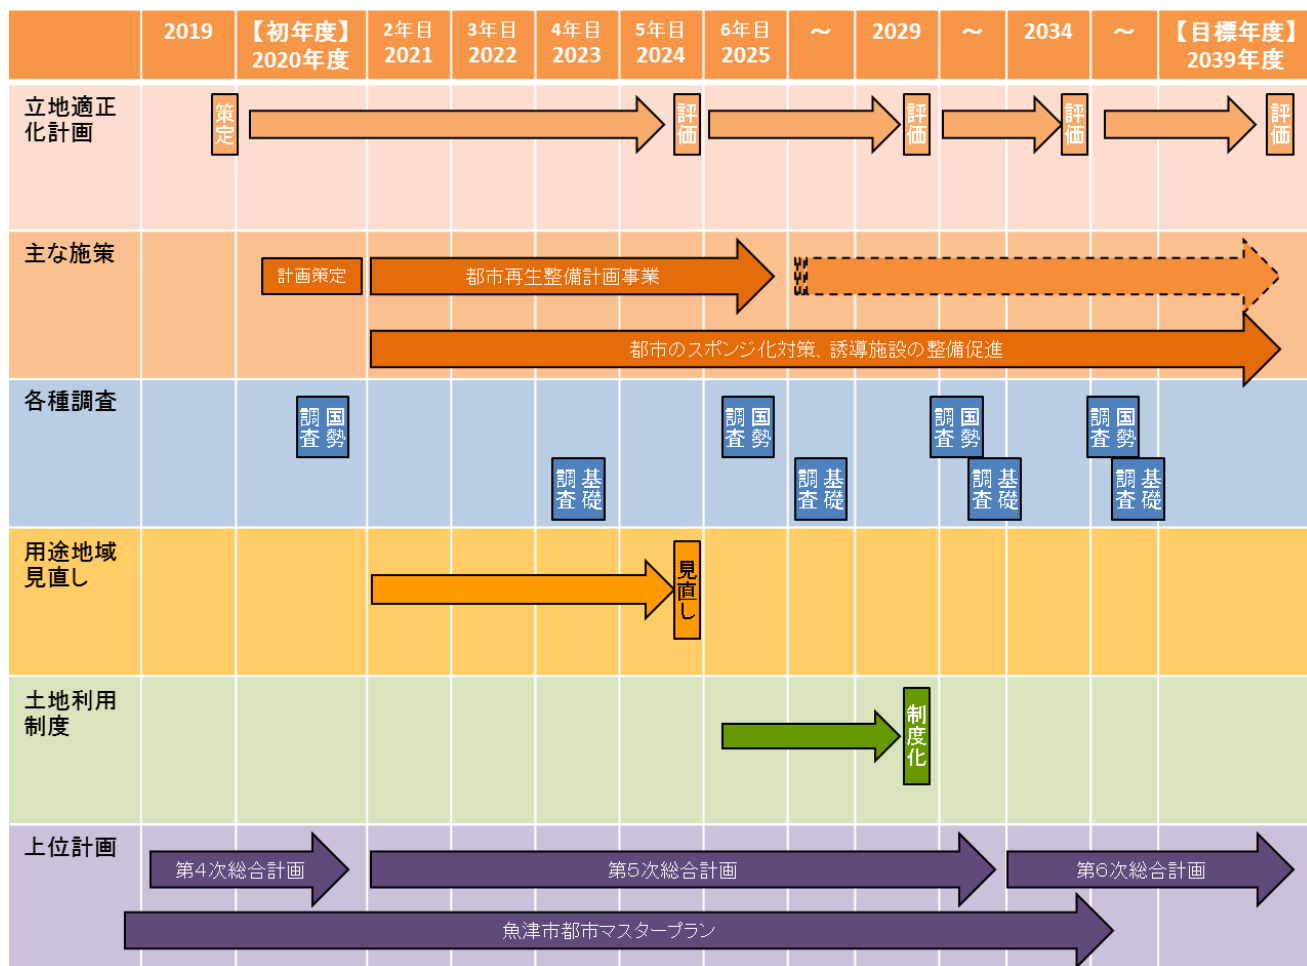 2019
【初年度】
2020年度
2年目
2021
3年目
2022
4年目
2023
5年目
2024
6年目
2025
～
2029
～
2034
～
【目標年度】
2039年度
立地適正
化計画
策定
評価
評価
評価
評価
主な施策
計画策定
都市再生整備計画事業
都市のスポンジ化対策、誘導施設の整備促進
各種調査
国勢
調査
国勢
調査
国勢
調査
国勢
調査
基礎
調査
基礎
調査
基礎
調査
基礎
調査
用途地域
見直し
見直し
土地利用
制度
制度化
上位計画
第４次総合計画
第５次総合計画
第６次総合計画
魚津市都市マスタープラン